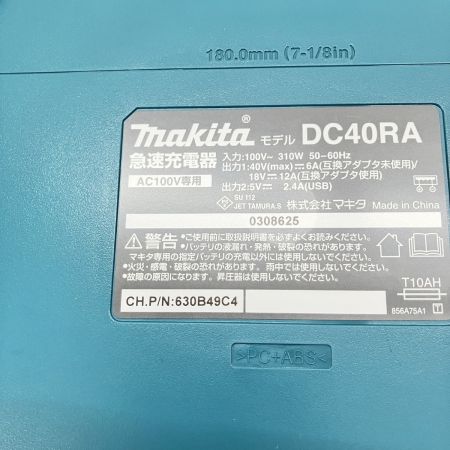 180.0mm (7-1/8in)
makita® モデル DC40RA
急速充電器 入力:100V~ 310W 50-60Hz
AC100V専用 出力1:40V(max)⎓6A(互換アダプタ未使用)/
18V⎓12A(互換アダプタ使用)
出力2:5V⎓ 2.4A(USB)
SU 112
JET TAMURA.S 株式会社 マキタ Made in China
0308625
⚠警告 •ご使用前に取扱説明書を必ずよくお読みください。
•バッテリの液漏れ・発熱・破裂の恐れあり。
マキタ専用の指定バッテリの充電以外には使用しないでください。
•火災・感電・破裂の恐れあり。雨中では使用しないでください。
•故障の原因になります。昇圧器は使用しないでください。
T10AH
CH.P/N:630B49C4
856A75A1
>PC+ABS<